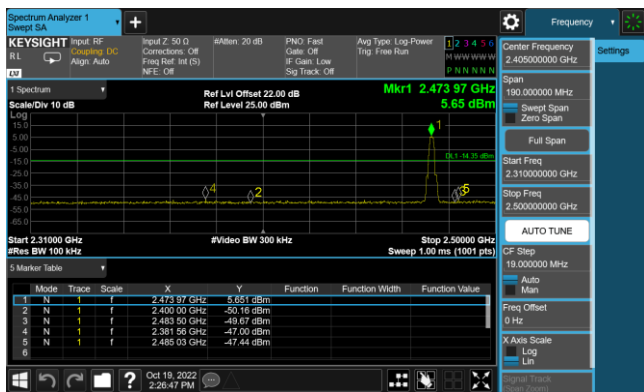 Spectrum Analyzer 1
Swept SA
Frequency
KEYSIGHT
Input: RF
Coupling: DC
Align: Auto
Input Z: 50 Ω
Corrections: Off
Freq Ref: Int (S)
NFE: Off
#Atten: 20 dB
PNO: Fast
Gate: Off
IF Gain: Low
Sig Track: Off
Avg Type: Log-Power
Trig: Free Run
1 2 3 4 5 6
M W W W W W
P N N N N N
RL
LXI
1 Spectrum
Scale/Div 10 dB
Log
Ref Lvl Offset 22.00 dB
Ref Level 25.00 dBm
Mkr1 2.473 97 GHz
5.65 dBm
15.0
5.00
-5.00
-15.0
-25.0
-35.0
-45.0
-55.0
-65.0
DL1 -14.35 dBm
1
4
2
5
Start 2.31000 GHz
#Res BW 100 kHz
#Video BW 300 kHz
Stop 2.50000 GHz
Sweep 1.00 ms (1001 pts)
5 Marker Table
Mode Trace Scale X Y Function Function Width Function Value
1 N 1 f 2.473 97 GHz 5.651 dBm
2 N 1 f 2.400 00 GHz -50.16 dBm
3 N 1 f 2.483 50 GHz -49.67 dBm
4 N 1 f 2.381 56 GHz -47.00 dBm
5 N 1 f 2.485 03 GHz -47.44 dBm
6
Oct 19, 2022
2:26:47 PM
Center Frequency
2.405000000 GHz
Settings
Span
190.000000 MHz
Swept Span
Zero Span
Full Span
Start Freq
2.310000000 GHz
Stop Freq
2.500000000 GHz
AUTO TUNE
CF Step
19.000000 MHz
Auto
Man
Freq Offset
0 Hz
X Axis Scale
Log
Lin
Signal Track
(Span Zoom)